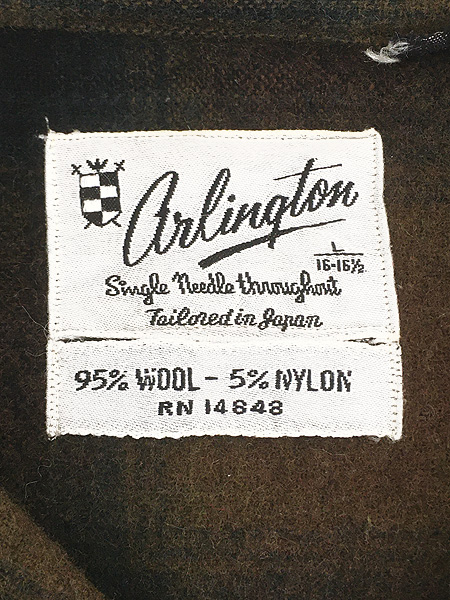 Arlington
L
16-16½
Single Needle throughout
Tailored in Japan
95% WOOL - 5% NYLON
RN 14848